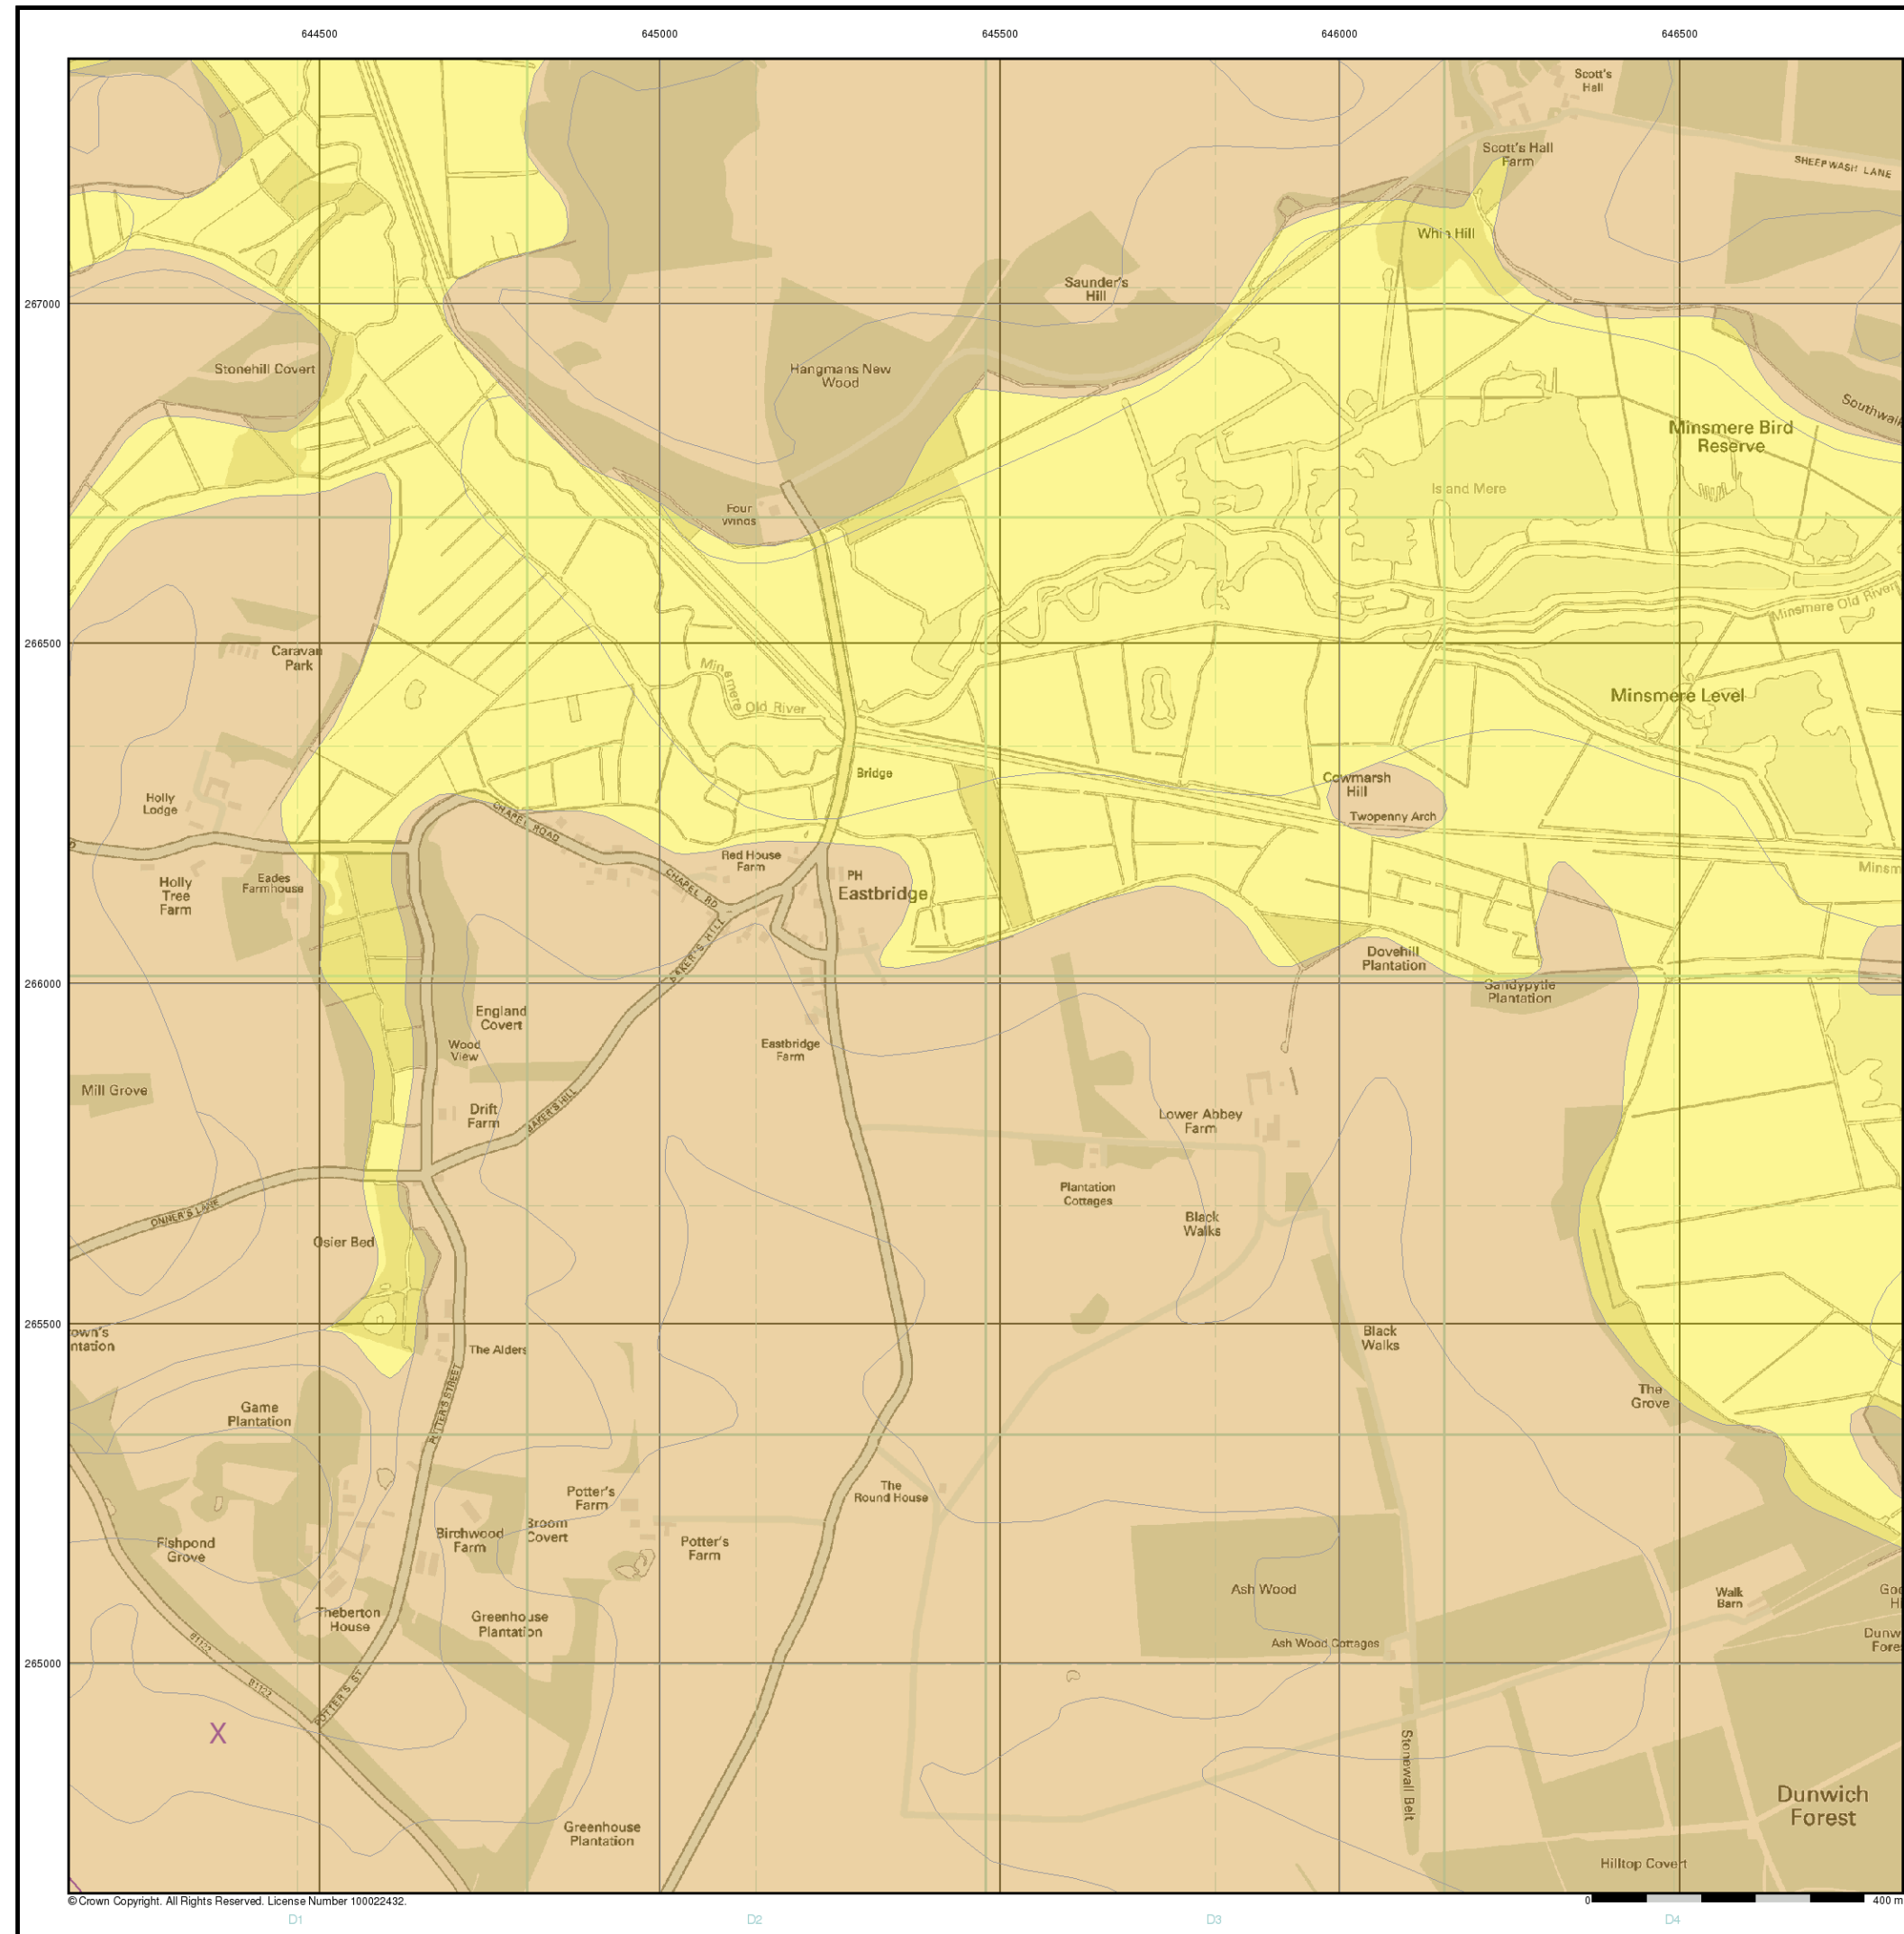 644500 645000 645500 646000 646500
Scott's
Hall
Scott's Hall
Farm
SHEEPWASH LANE
Whin Hill
Saunder's
Hill
267000
Stonehill Covert
Hangmans New
Wood
Minsmere Bird
Reserve
Island Mere
Four
Winds
Minsmere Old River
266500
Caravan
Park
Minsmere Old River
Minsmere Level
Bridge
Cowmarsh
Hill
Twopenny Arch
Holly
Lodge
CHAPEL ROAD
Red House
Farm
PH
Eastbridge
CHAPEL RD
Eades
Farmhouse
Holly
Tree
Farm
BAKER'S HILL
Dovehill
Plantation
266000
Sandypytle
Plantation
England
Covert
Wood
View
Eastbridge
Farm
Mill Grove
Drift
Farm
BAKER'S HILL
Lower Abbey
Farm
Plantation
Cottages
ONNER'S LANE
Black
Walks
Osier Bed
265500
own's
ntation
The Alders
Black
Walks
POTTER'S STREET
The
Grove
Game
Plantation
Potter's
Farm
The
Round House
Fishpond
Grove
Birchwood
Farm
Broom
Covert
Potter's
Farm
Ash Wood
Walk
Barn
Theberton
House
Greenhouse
Plantation
Ash Wood Cottages
B1122
265000
B1122
POTTER'S ST
X
Stonewall Belt
Dunwich
Forest
Greenhouse
Plantation
Hilltop Covert
© Crown Copyright. All Rights Reserved. License Number 100022432.
0 400 m
D1 D2 D3 D4